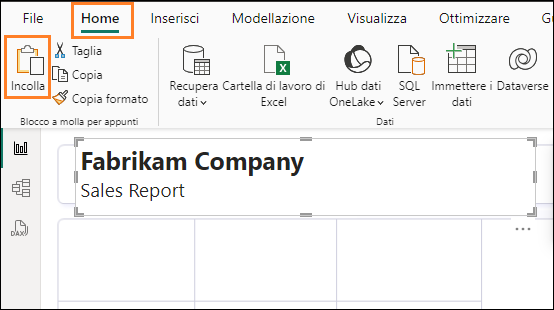 File Home Inserisci Modellazione Visualizza Ottimizzare
Incolla
Taglia
Copia
Copia formato
Blocco a molla per appunti
Recupera dati
Cartella di lavoro di Excel
Hub dati OneLake
SQL Server
Immettere i dati
Dataverse
Dati
Fabrikam Company
Sales Report
DAX